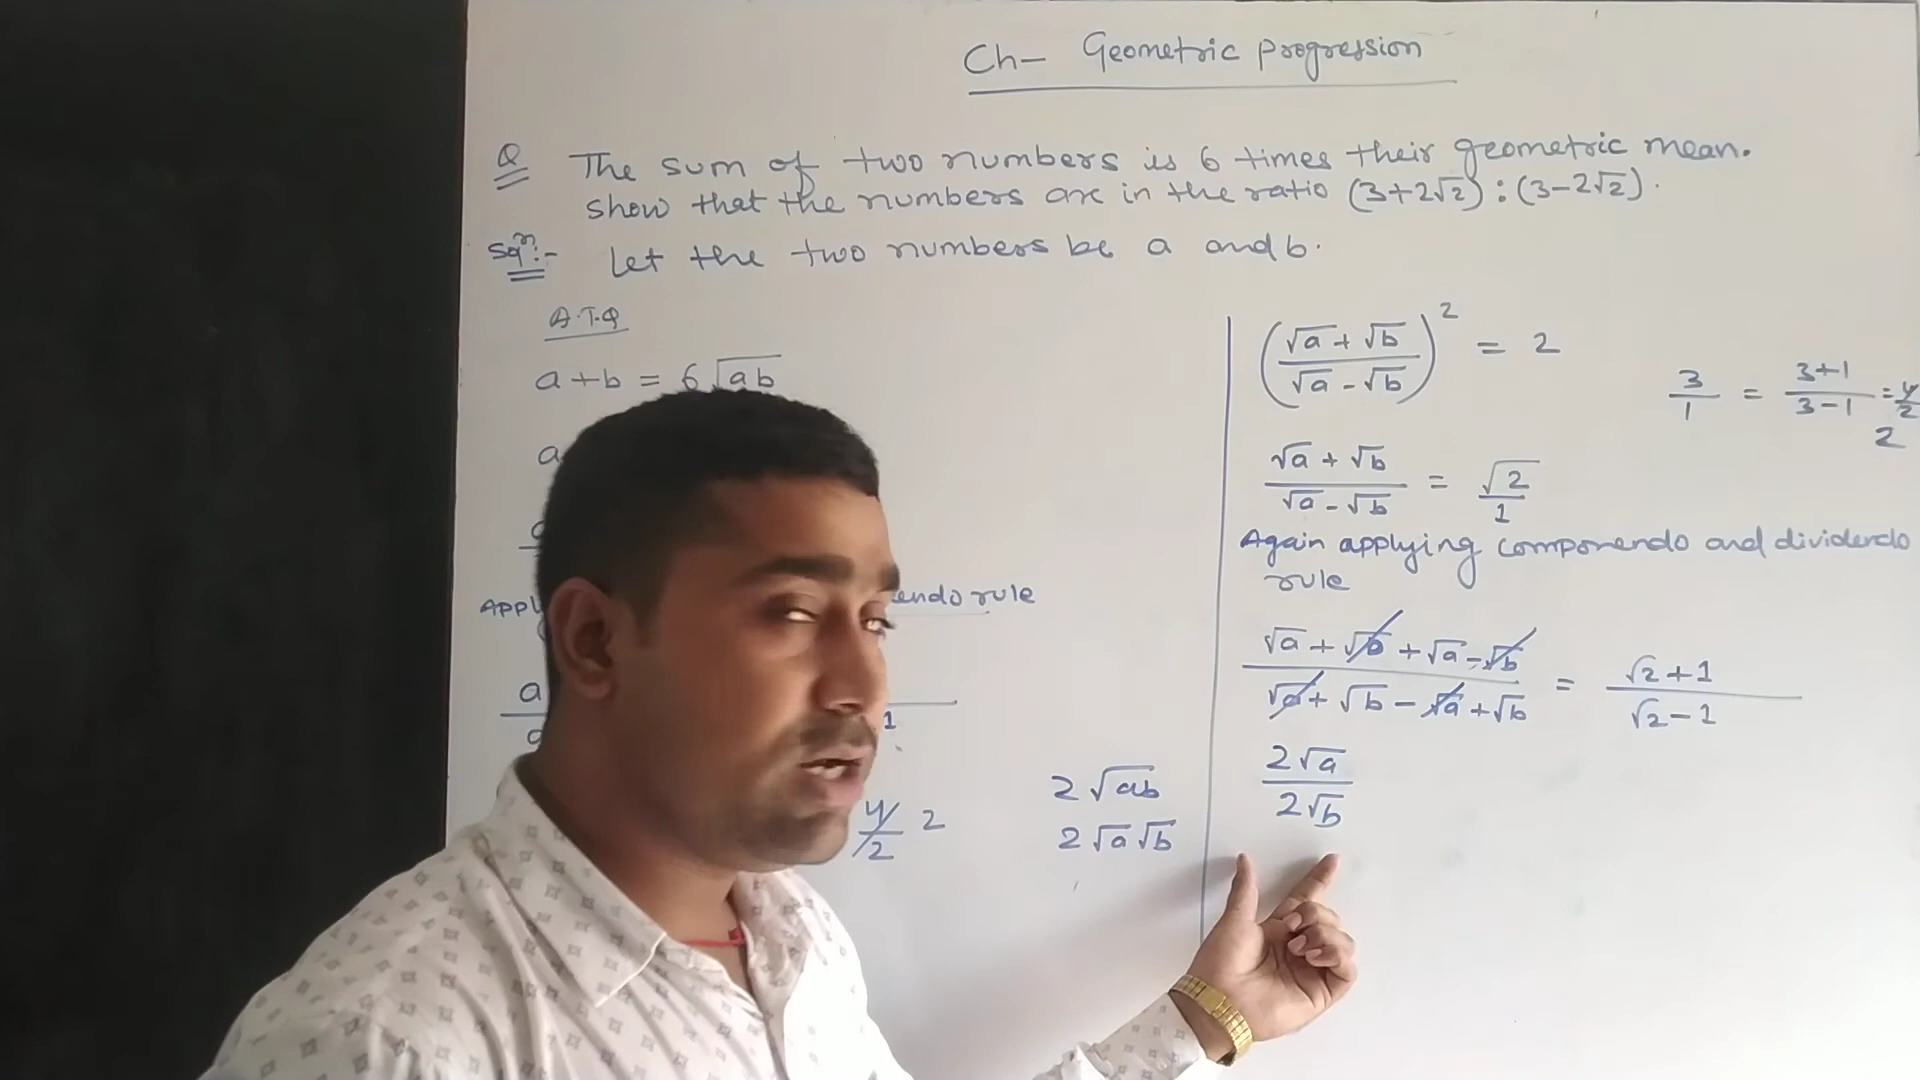 Ch- Geometric progression
Q The sum of two numbers is 6 times their geometric mean.
show that the numbers are in the ratio (3+2√2):(3-2√2).
Solⁿ:- Let the two numbers be a and b.
A.T.Q
a+b = 6√ab
a
endo rule
a
1
4/2 2
2√ab
2√a√b
((√a+√b)/(√a-√b))² = 2
3/1 = (3+1)/(3-1) = 4/2
2
(√a+√b)/(√a-√b) = √2/1
Again applying componendo and dividendo
rule
(√a+√b+√a-√b)/(√a+√b-√a+√b) = (√2+1)/(√2-1)
2√a/2√b